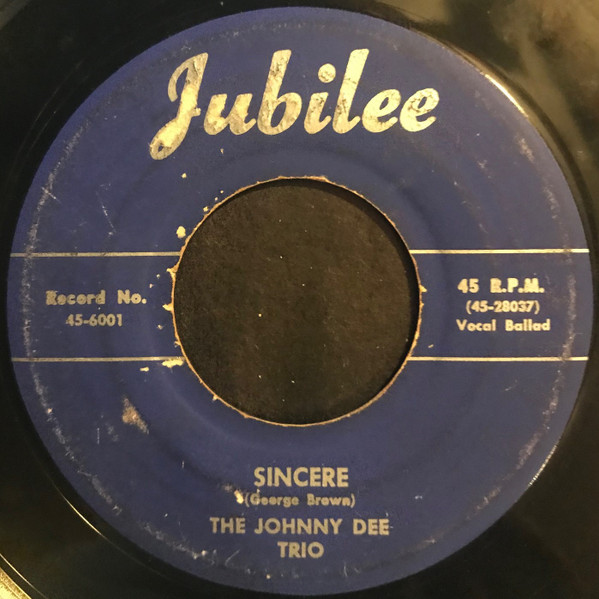 Jubilee
Record No.
45-6001
45 R.P.M.
(45-28037)
Vocal Ballad
SINCERE
(George Brown)
THE JOHNNY DEE
TRIO